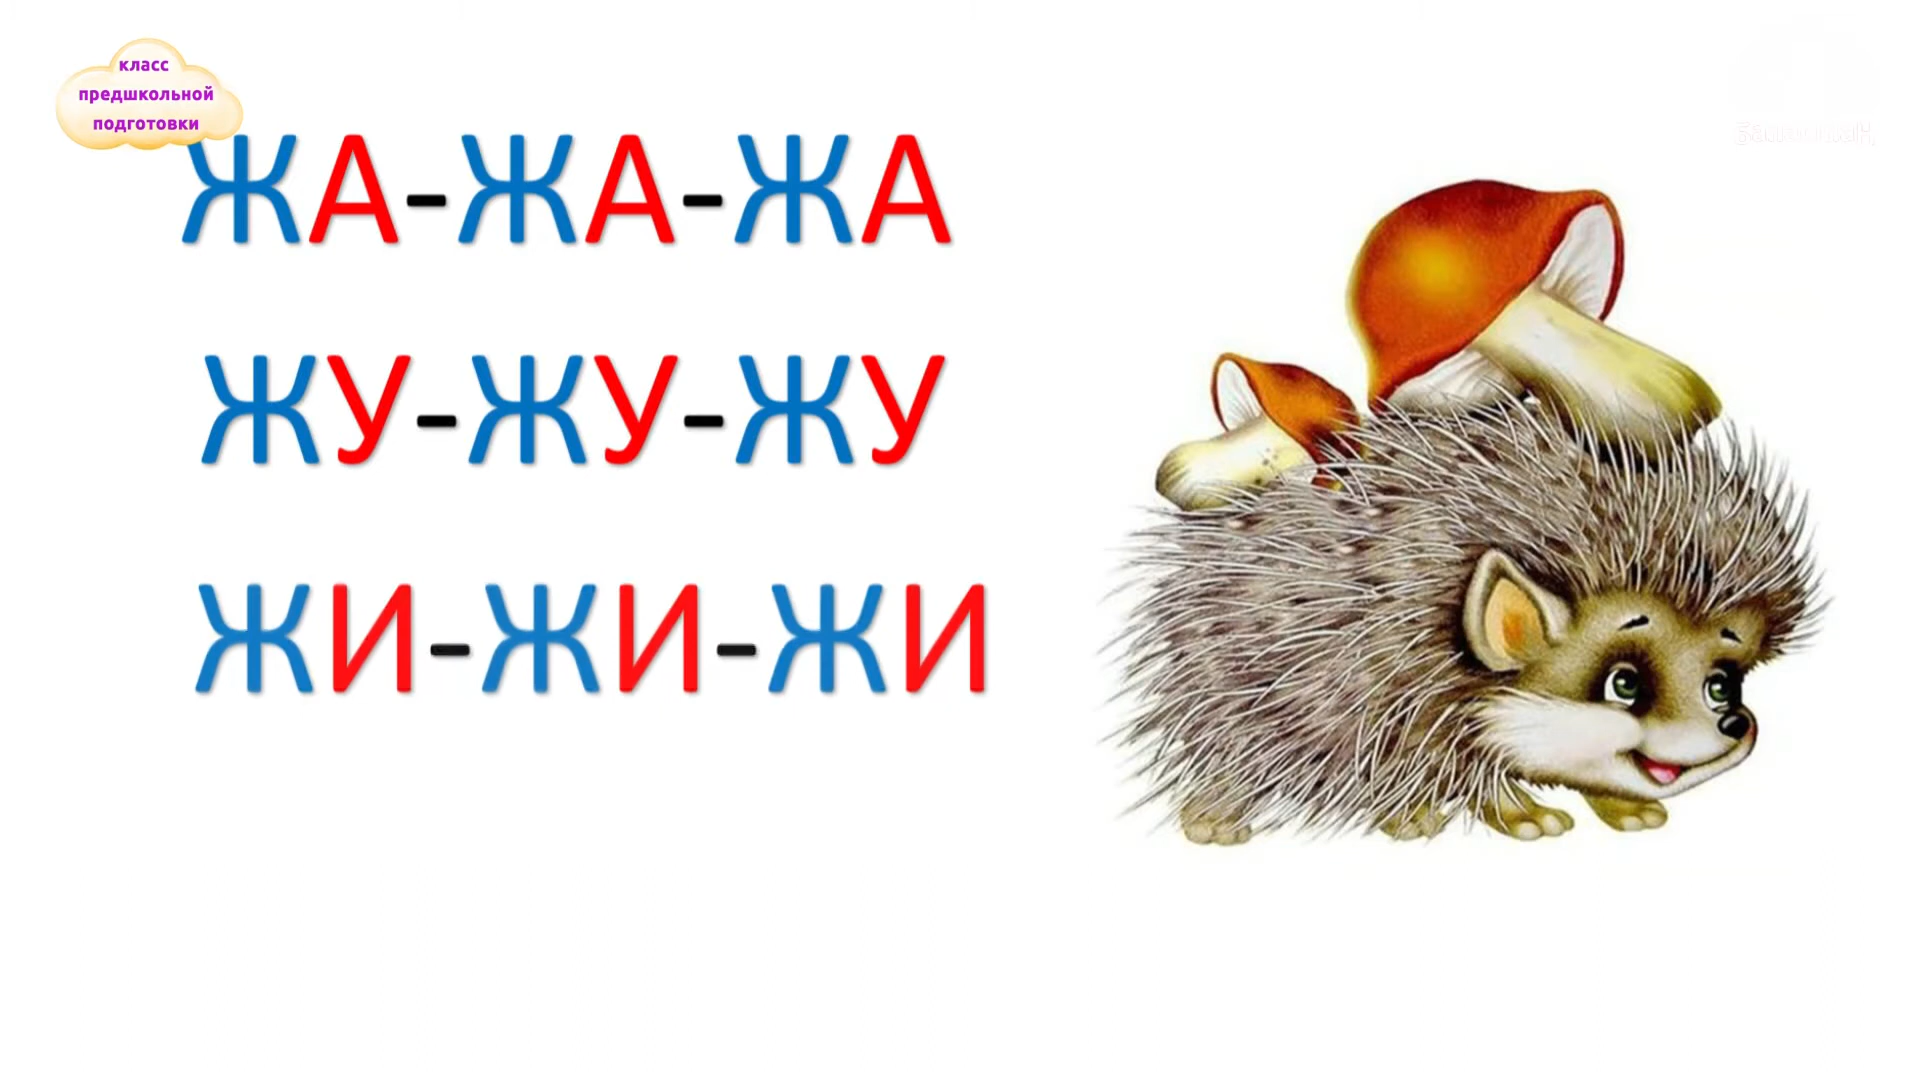 класс
предшкольной
подготовки
ЖА-ЖА-ЖА
ЖУ-ЖУ-ЖУ
ЖИ-ЖИ-ЖИ